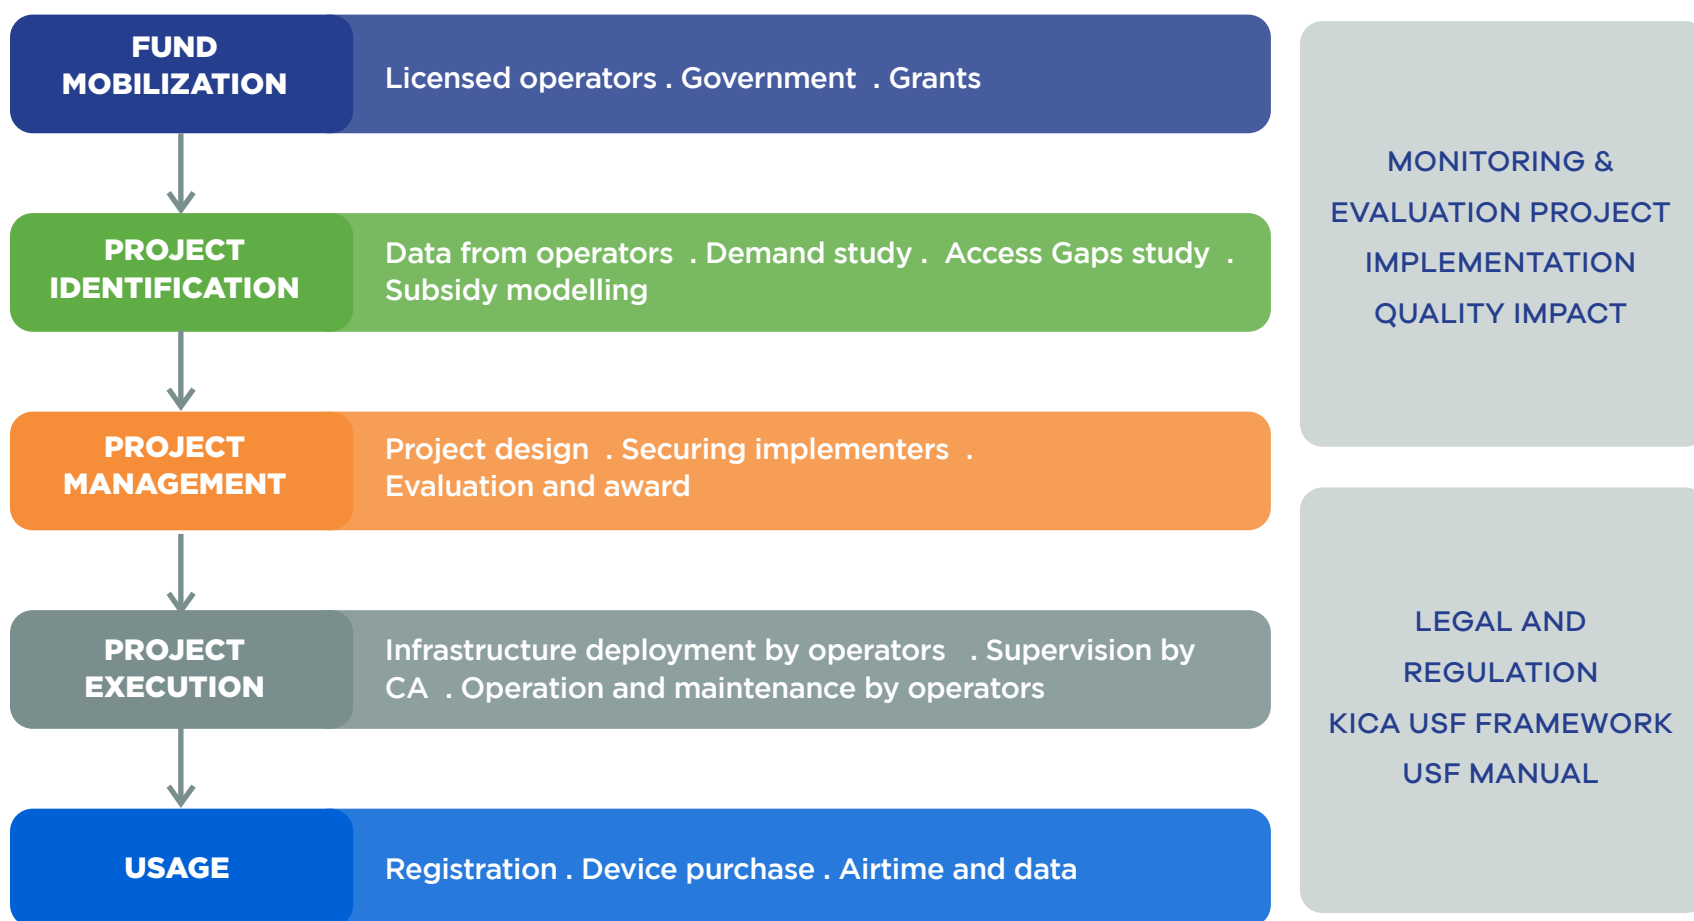 FUND
MOBILIZATION
Licensed operators . Government . Grants
PROJECT
IDENTIFICATION
Data from operators . Demand study . Access Gaps study .
Subsidy modelling
PROJECT
MANAGEMENT
Project design . Securing implementers .
Evaluation and award
PROJECT
EXECUTION
Infrastructure deployment by operators . Supervision by
CA . Operation and maintenance by operators
USAGE
Registration . Device purchase . Airtime and data
MONITORING &
EVALUATION PROJECT
IMPLEMENTATION
QUALITY IMPACT
LEGAL AND
REGULATION
KICA USF FRAMEWORK
USF MANUAL